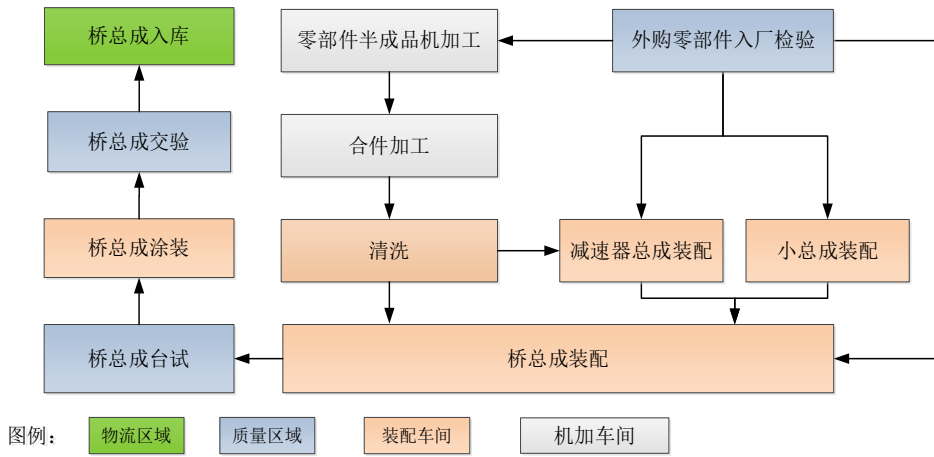 桥总成入库
零部件半成品机加工
外购零部件入厂检验
桥总成交验
合件加工
桥总成涂装
清洗
减速器总成装配
小总成装配
桥总成台试
桥总成装配
图例：
物流区域
质量区域
装配车间
机加车间